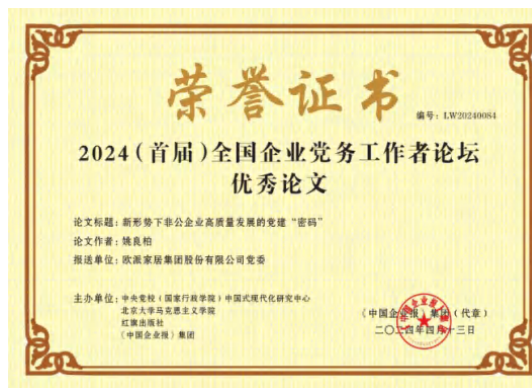 荣誉证书
编号：LW20240084
2024（首届）全国企业党务工作者论坛
优秀论文
论文标题：新形势下非公企业高质量发展的党建“密码”
论文作者：姚良柏
报送单位：欧派家居集团股份有限公司党委
主办单位：中央党校（国家行政学院）中国式现代化研究中心
北京大学马克思主义学院
红旗出版社
《中国企业报》集团
《中国企业报》集团（代章）
二〇二四年四月十三日